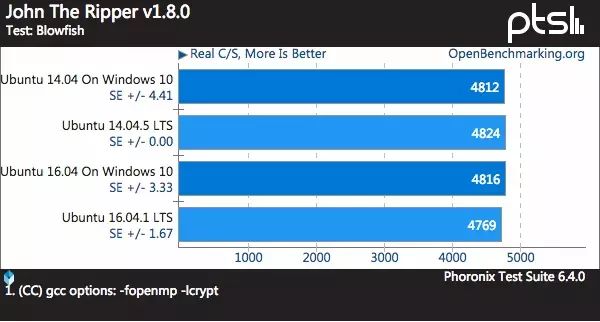 John The Ripper v1.8.0
Test: Blowfish
pts
Real C/S, More Is Better
OpenBenchmarking.org
Ubuntu 14.04 On Windows 10
SE +/- 4.41
4812
Ubuntu 14.04.5 LTS
SE +/- 0.00
4824
Ubuntu 16.04 On Windows 10
SE +/- 3.33
4816
Ubuntu 16.04.1 LTS
SE +/- 1.67
4769
1000 2000 3000 4000 5000
Phoronix Test Suite 6.4.0
1. (CC) gcc options: -fopenmp -lcrypt